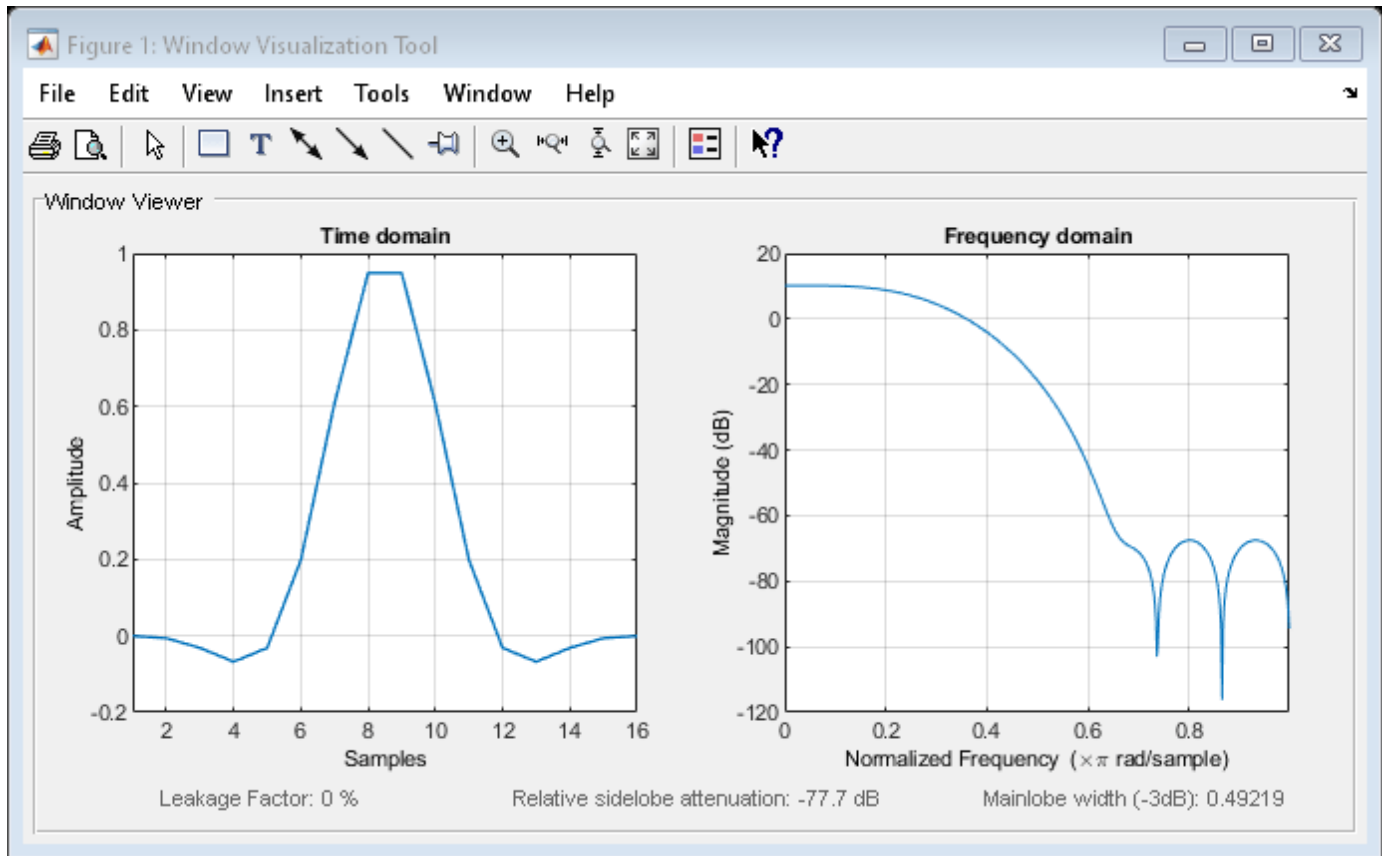 Figure 1: Window Visualization Tool
File Edit View Insert Tools Window Help
T
?
Window Viewer
Time domain
1
0.8
0.6
0.4
0.2
0
-0.2
Amplitude
2 4 6 8 10 12 14 16
Samples
Frequency domain
20
0
-20
-40
-60
-80
-100
-120
Magnitude (dB)
0 0.2 0.4 0.6 0.8
Normalized Frequency (×π rad/sample)
Leakage Factor: 0 % Relative sidelobe attenuation: -77.7 dB Mainlobe width (-3dB): 0.49219